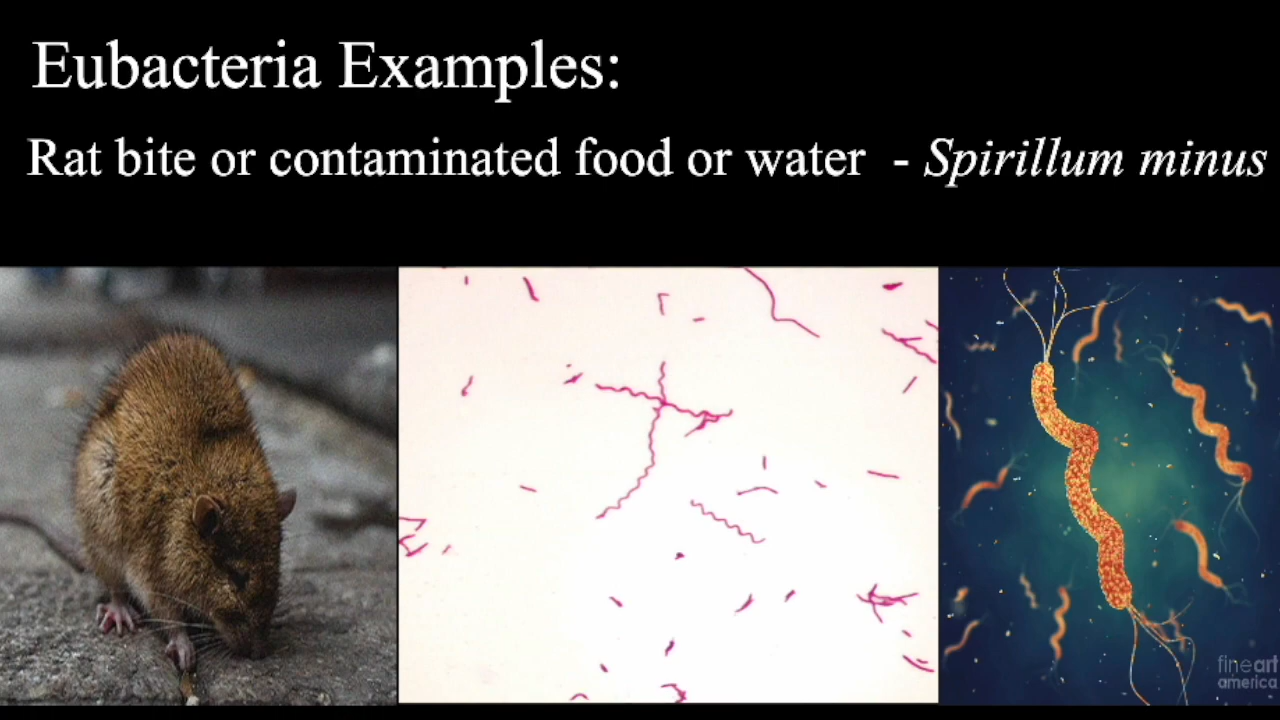 Eubacteria Examples:
Rat bite or contaminated food or water - Spirillum minus
fineart
america